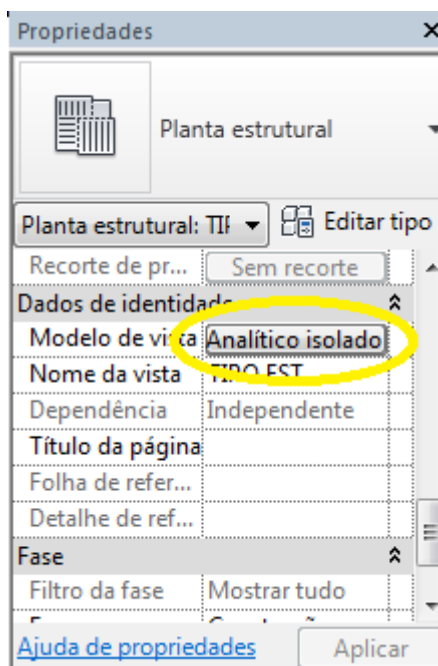 Propriedades
Planta estrutural
Planta estrutural: TIF
Editar tipo
Recorte de pr... Sem recorte
Dados de identidade
Modelo de vista Analítico isolado
Nome da vista TIPO EST
Dependência Independente
Título da página
Folha de refer...
Detalhe de ref...
Fase
Filtro da fase Mostrar tudo
Ajuda de propriedades Aplicar